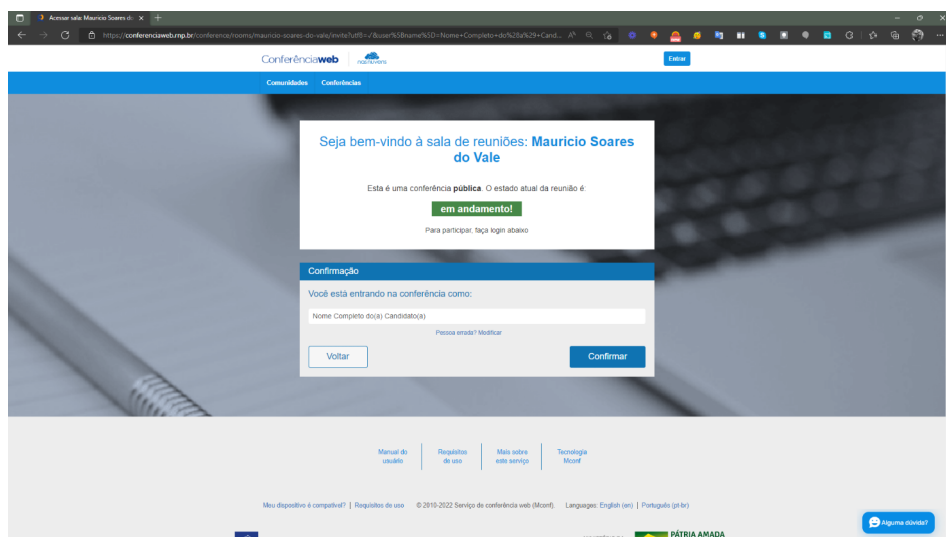 Acessar sala: Mauricio Soares do
https://conferenciaweb.rnp.br/conference/rooms/mauricio-soares-do-vale/invite?utf8=✓&user%5Bname%5D=Nome+Completo+do%28a%29+Cand...
Conferênciaweb nasnuvens Entrar
Comunidades Conferências
Seja bem-vindo à sala de reuniões: Mauricio Soares
do Vale
Esta é uma conferência pública. O estado atual da reunião é:
em andamento!
Para participar, faça login abaixo
Confirmação
Você está entrando na conferência como:
Nome Completo do(a) Candidato(a)
Pessoa errada? Modificar
Voltar Confirmar
Manual do usuário
Requisitos de uso
Mais sobre este serviço
Tecnologia Mconf
Meu dispositivo é compatível? | Requisitos de uso © 2010-2022 Serviço de conferência web (Mconf). Languages: English (en) | Português (pt-br)
Alguma dúvida?
PÁTRIA AMADA